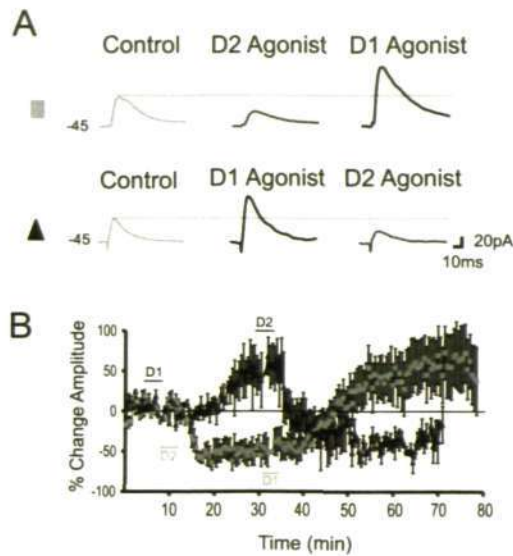 A
Control D2 Agonist D1 Agonist
-45
Control D1 Agonist D2 Agonist
-45
20pA
10ms
B
% Change Amplitude
100
50
0
-50
-100
D1
D2
D2
D1
10 20 30 40 50 60 70 80
Time (min)